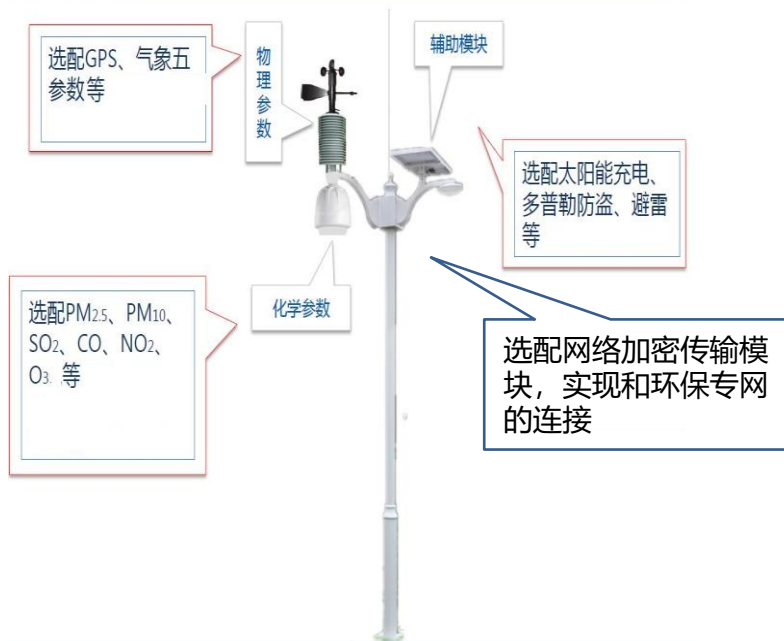 选配GPS、气象五
参数等
物理参数
辅助模块
选配太阳能充电、
多普勒防盗、避雷
等
化学参数
选配PM2.5、PM10、
SO2、CO、NO2、
O3、等
选配网络加密传输模
块，实现和环保专网
的连接